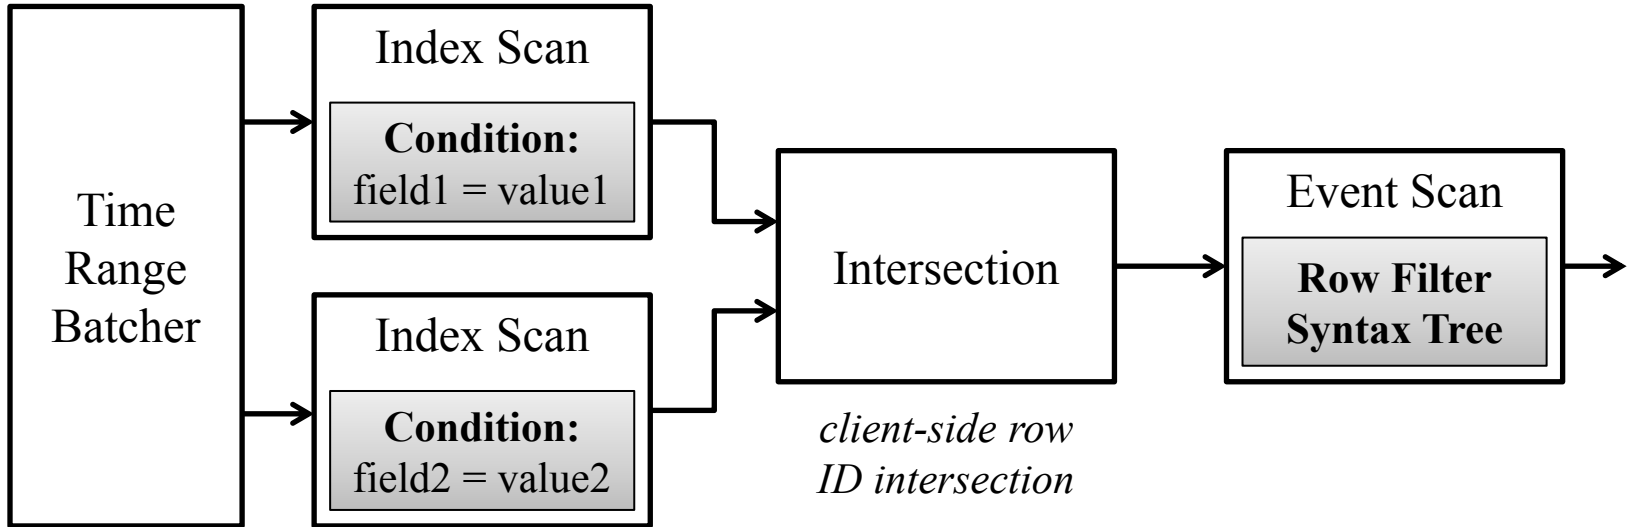 Time
Range
Batcher
Index Scan
Condition:
field1 = value1
Index Scan
Condition:
field2 = value2
Intersection
client-side row
ID intersection
Event Scan
Row Filter
Syntax Tree